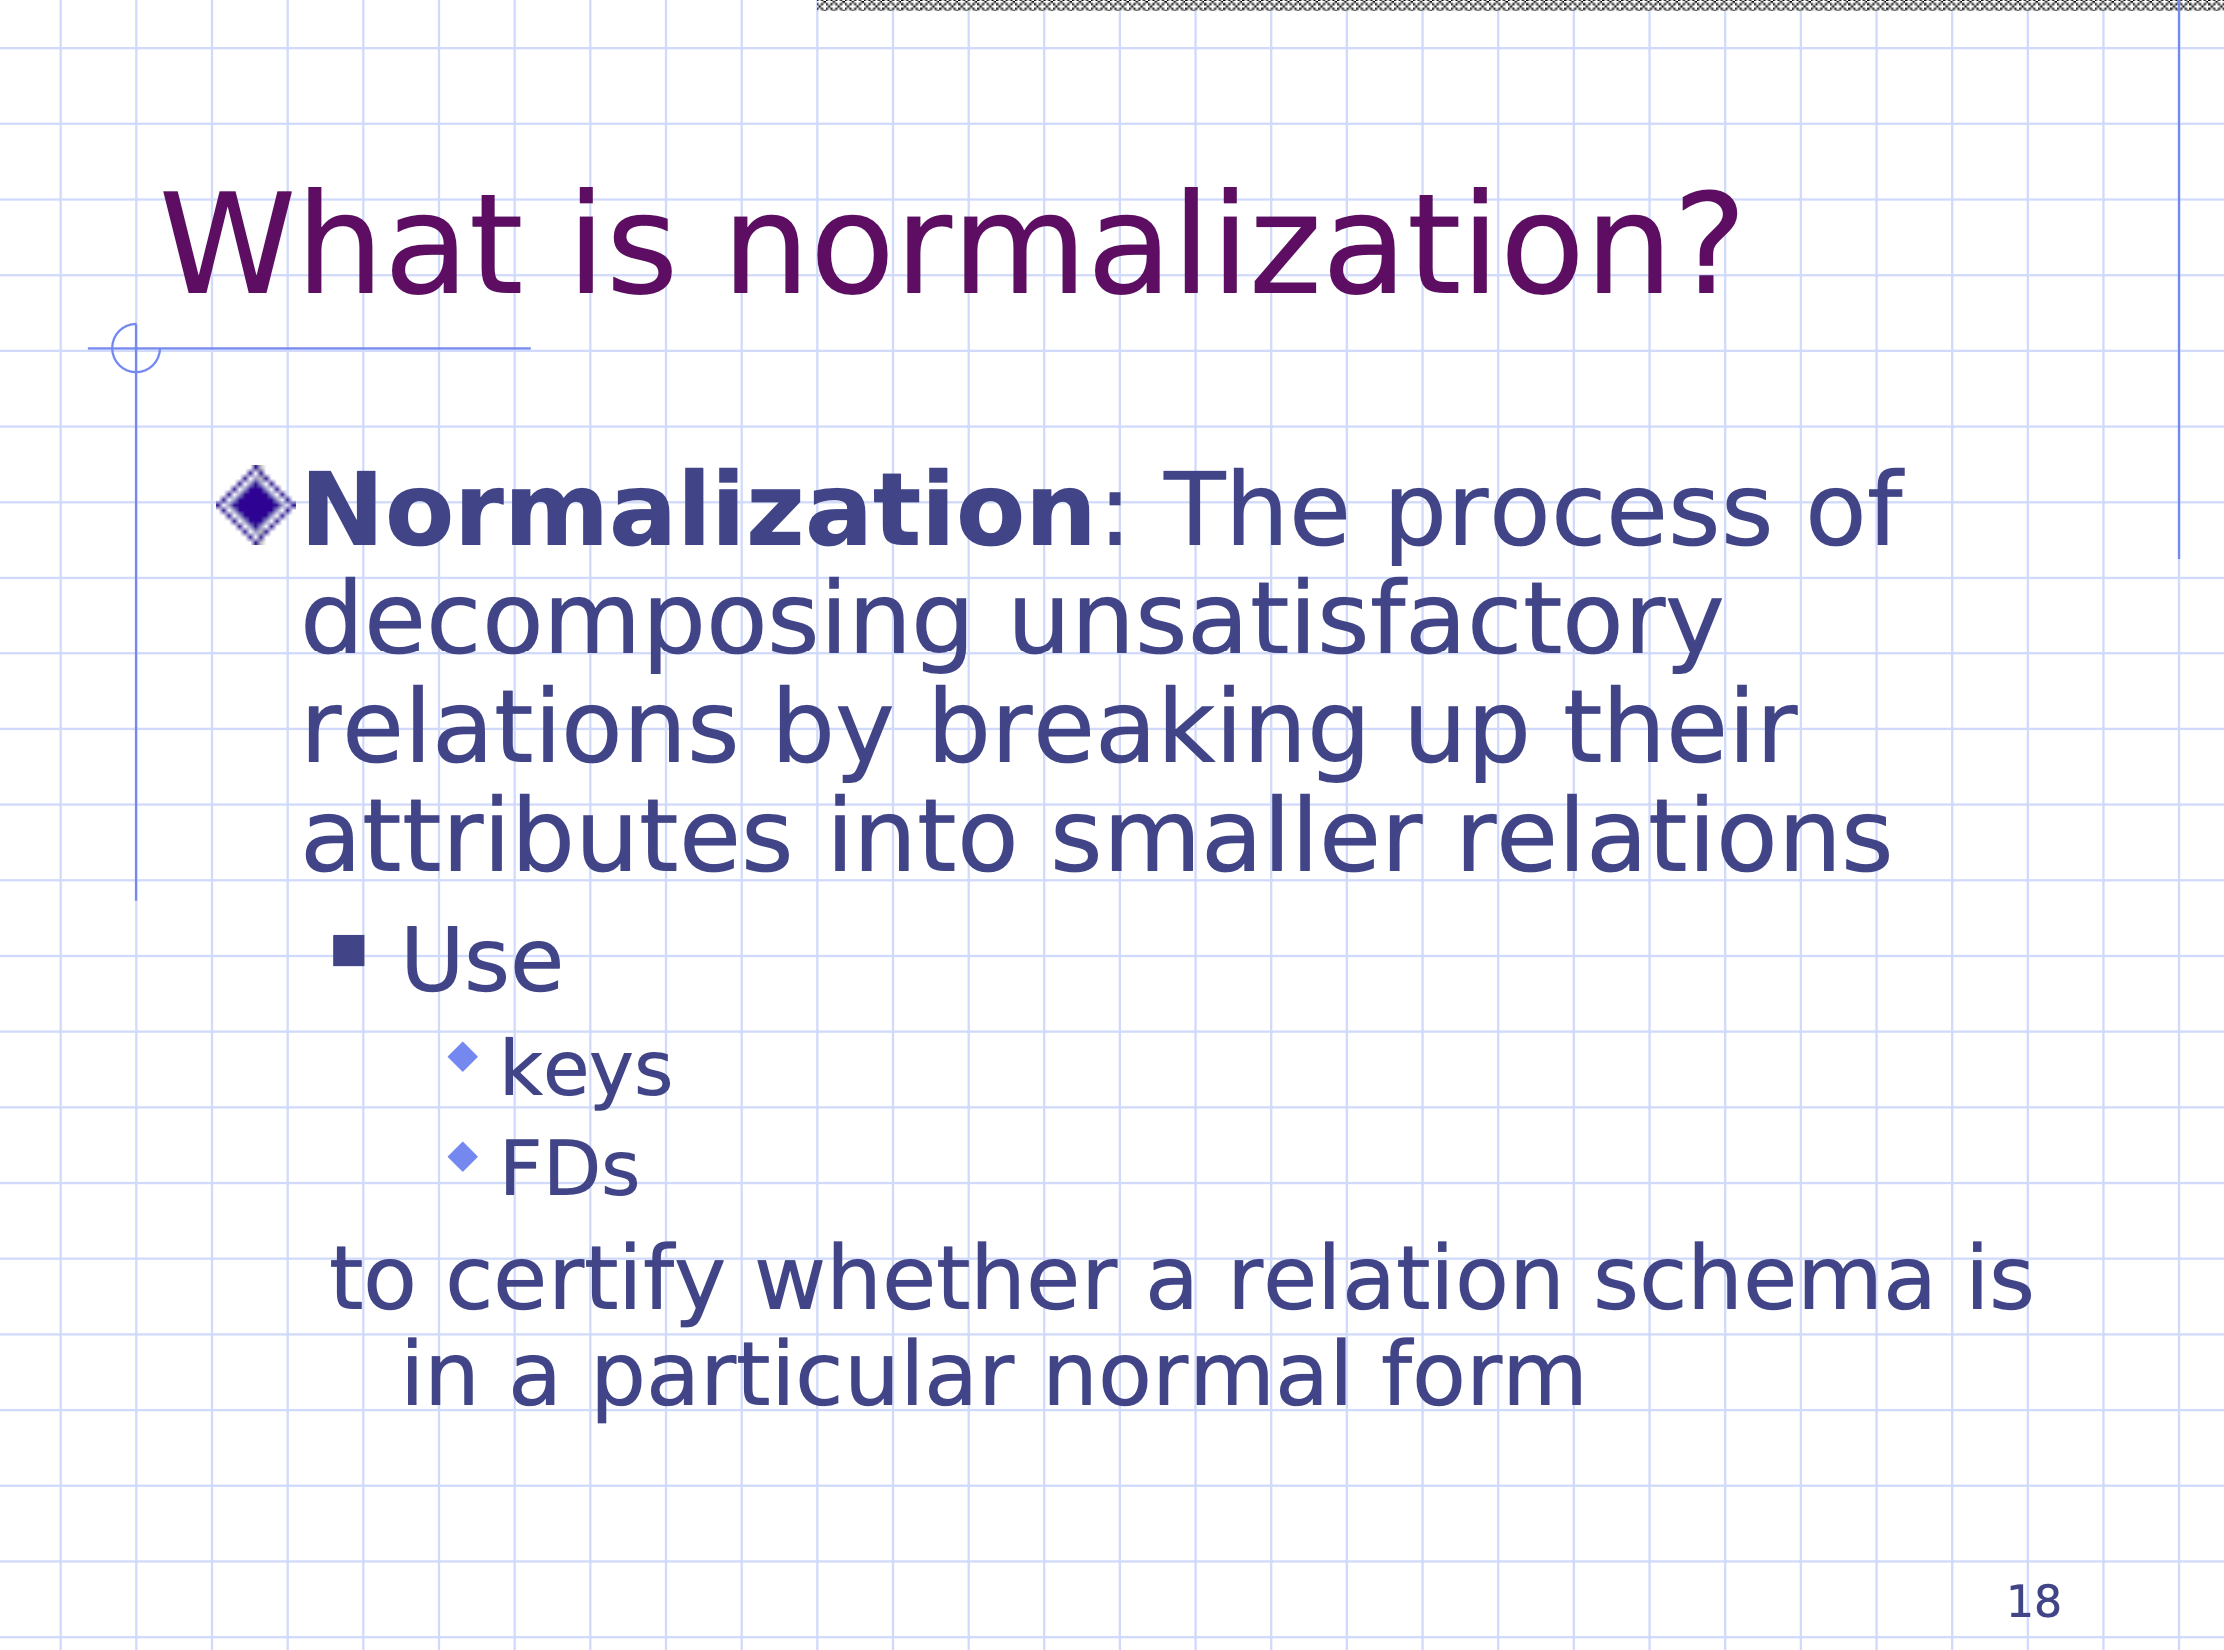 What is normalization?
Normalization: The process of
decomposing unsatisfactory
relations by breaking up their
attributes into smaller relations
Use
keys
FDs
to certify whether a relation schema is
in a particular normal form
18